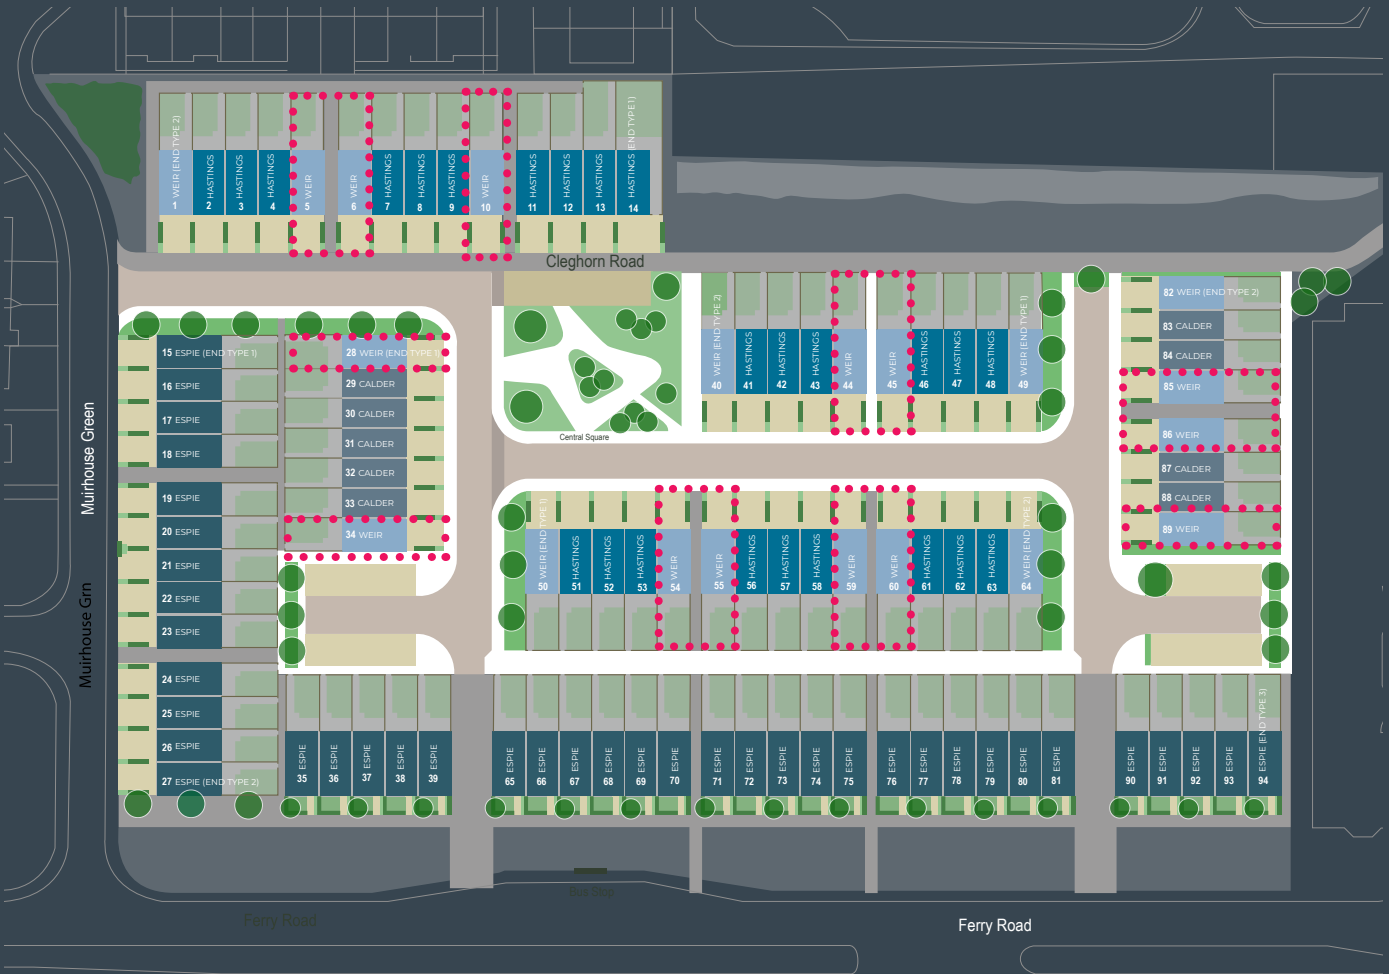 WEIR (END TYPE 2)
1
HASTINGS
2
HASTINGS
3
HASTINGS
4
WEIR
5
WEIR
6
HASTINGS
7
HASTINGS
8
HASTINGS
9
WEIR
10
HASTINGS
11
HASTINGS
12
HASTINGS
13
HASTINGS (END TYPE 1)
14
Cleghorn Road
15 ESPIE (END TYPE 1)
16 ESPIE
17 ESPIE
18 ESPIE
19 ESPIE
20 ESPIE
21 ESPIE
22 ESPIE
23 ESPIE
24 ESPIE
25 ESPIE
26 ESPIE
27 ESPIE (END TYPE 2)
28 WEIR (END TYPE
29 CALDER
30 CALDER
31 CALDER
32 CALDER
33 CALDER
34 WEIR
Muirhouse Green
Muirhouse Grn
Central Square
WEIR (END TYPE 2)
40
HASTINGS
41
HASTINGS
42
HASTINGS
43
WEIR
44
WEIR
45
HASTINGS
46
HASTINGS
47
HASTINGS
48
WEIR (END TYPE 1)
49
82 WEIR (END TYPE 2)
83 CALDER
84 CALDER
85 WEIR
86 WEIR
87 CALDER
88 CALDER
89 WEIR
WEIR (END TYPE 1)
50
HASTINGS
51
HASTINGS
52
HASTINGS
53
WEIR
54
WEIR
55
HASTINGS
56
HASTINGS
57
HASTINGS
58
WEIR
59
WEIR
60
HASTINGS
61
HASTINGS
62
HASTINGS
63
WEIR (END TYPE 2)
64
ESPIE
35
ESPIE
36
ESPIE
37
ESPIE
38
ESPIE
39
ESPIE
65
ESPIE
66
ESPIE
67
ESPIE
68
ESPIE
69
ESPIE
70
ESPIE
71
ESPIE
72
ESPIE
73
ESPIE
74
ESPIE
75
ESPIE
76
ESPIE
77
ESPIE
78
ESPIE
79
ESPIE
80
ESPIE
81
ESPIE
90
ESPIE
91
ESPIE
92
ESPIE
93
ESPIE (END TYPE 3)
94
Bus Stop
Ferry Road
Ferry Road